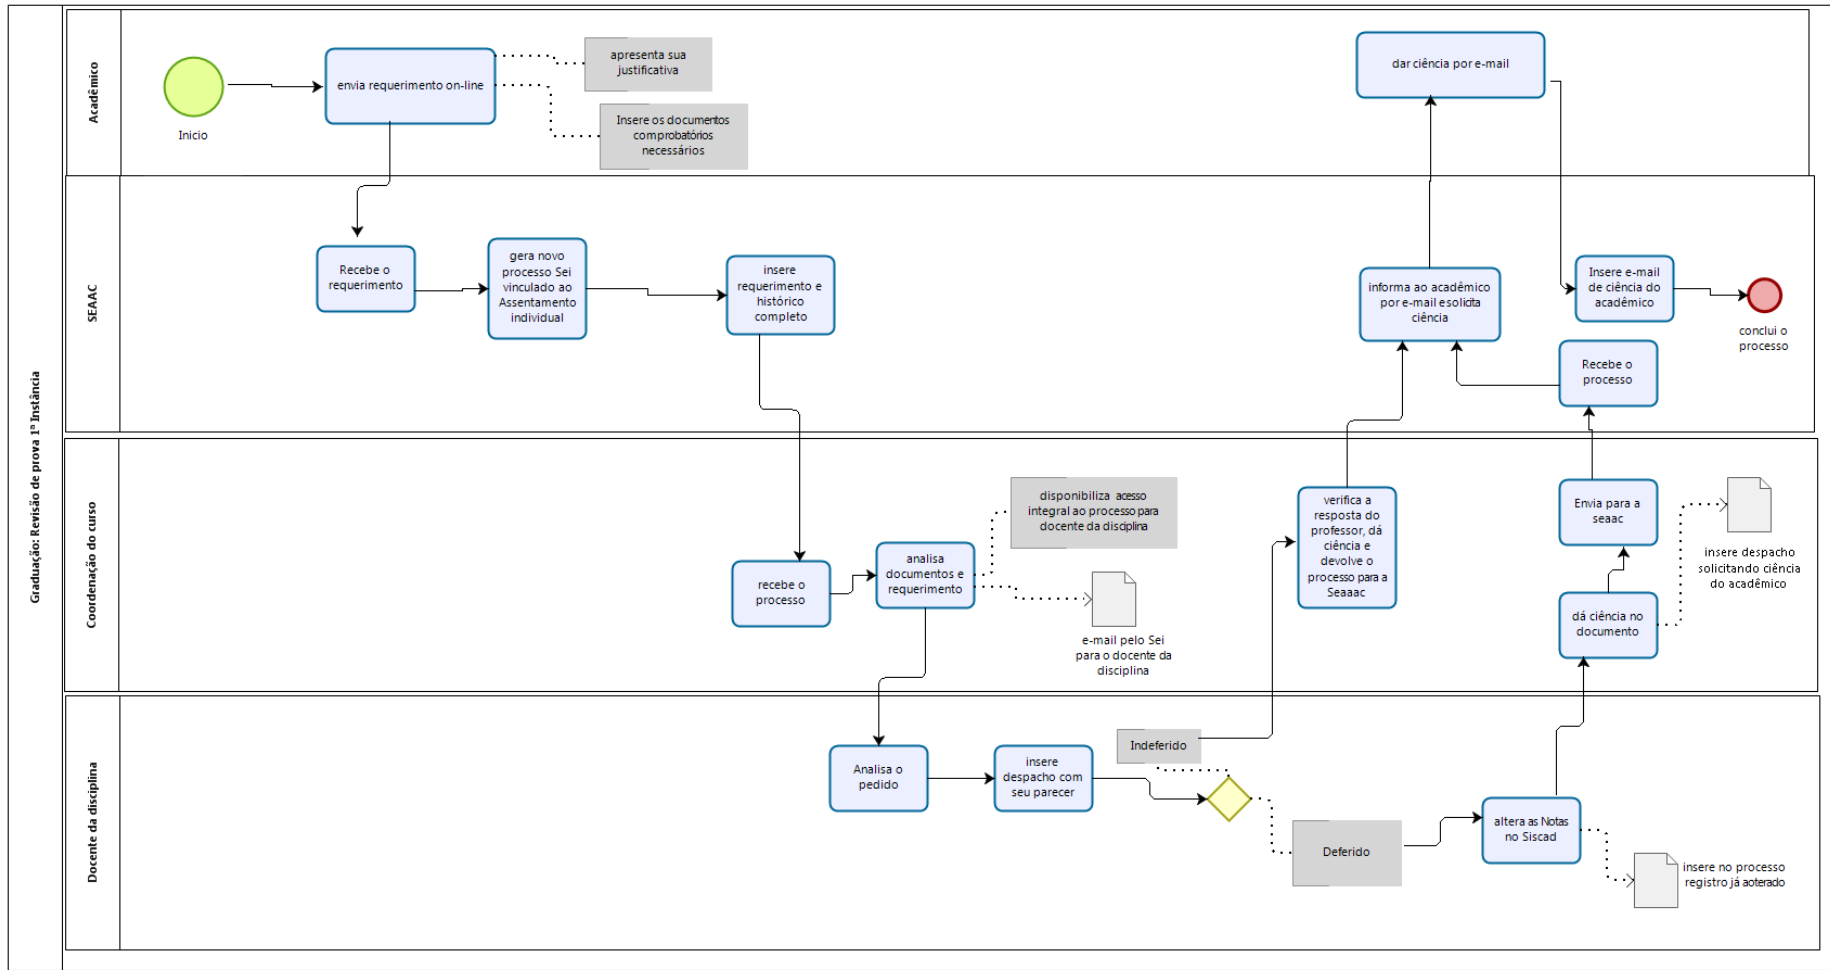 Graduação: Revisão de prova 1ª Instância
Acadêmico
Inicio
envia requerimento on-line
apresenta sua
justificativa
Insere os documentos
comprobatórios
necessários
dar ciência por e-mail
SEAAC
Recebe o
requerimento
gera novo
processo Sei
vinculado ao
Assentamento
individual
insere
requerimento e
histórico
completo
informa ao acadêmico
por e-mail e solicita
ciência
Insere e-mail
de ciência do
acadêmico
conclui o
processo
Recebe o
processo
Coordenação do curso
recebe o
processo
analisa
documentos e
requerimento
disponibiliza acesso
integral ao processo para
docente da disciplina
e-mail pelo Sei
para o docente da
disciplina
verifica a
resposta do
professor, dá
ciência e
devolve o
processo para a
Seaaac
Envia para a
seaac
dá ciência no
documento
insere despacho
solicitando ciência
do acadêmico
Docente da disciplina
Analisa o
pedido
insere
despacho com
seu parecer
Indeferido
Deferido
altera as Notas
no Siscad
insere no processo
registro já aoterado